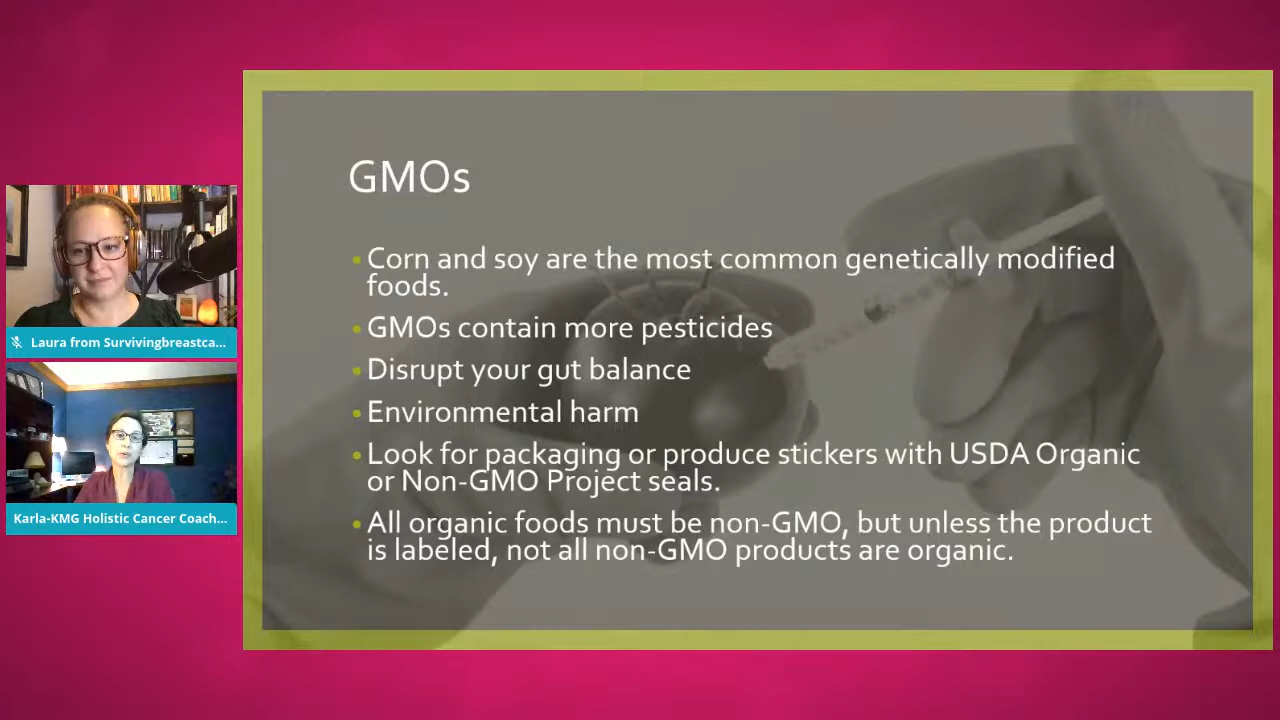 GMOs
Corn and soy are the most common genetically modified
foods.
GMOs contain more pesticides
Disrupt your gut balance
Environmental harm
Look for packaging or produce stickers with USDA Organic
or Non-GMO Project seals.
All organic foods must be non-GMO, but unless the product
is labeled, not all non-GMO products are organic.
Laura from Survivingbreastca...
Karla-KMG Holistic Cancer Coach...